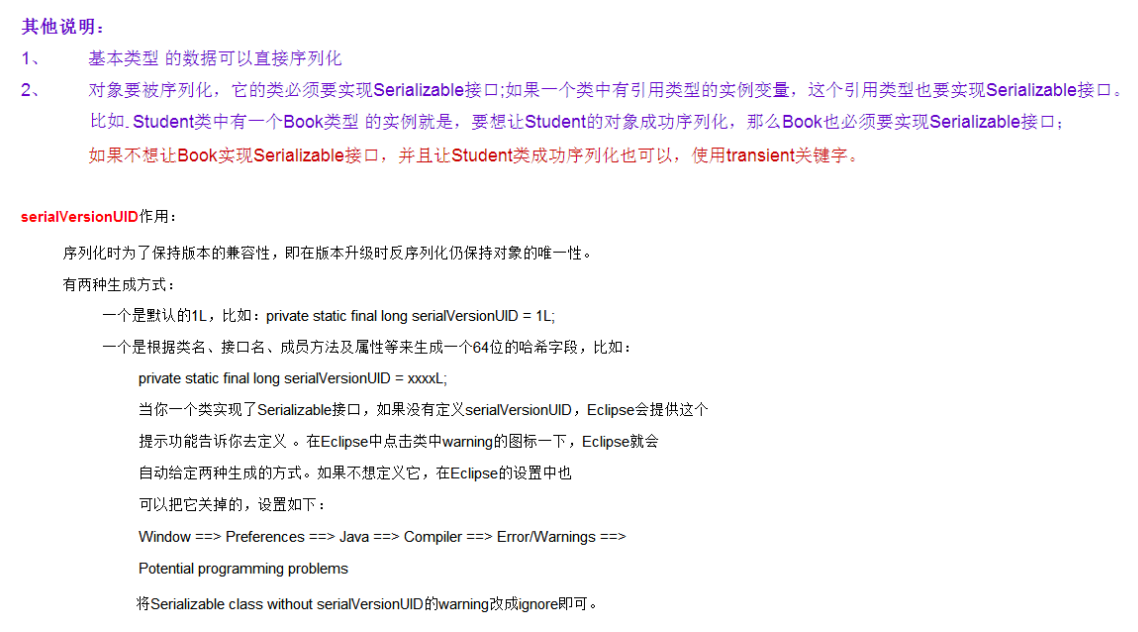 其他说明：
1、 基本类型 的数据可以直接序列化
2、 对象要被序列化，它的类必须要实现Serializable接口;如果一个类中有引用类型的实例变量，这个引用类型也要实现Serializable接口。
比如. Student类中有一个Book类型 的实例就是，要想让Student的对象成功序列化，那么Book也必须要实现Serializable接口；
如果不想让Book实现Serializable接口，并且让Student类成功序列化也可以，使用transient关键字。
serialVersionUID作用：
序列化时为了保持版本的兼容性，即在版本升级时反序列化仍保持对象的唯一性。
有两种生成方式：
一个是默认的1L，比如：private static final long serialVersionUID = 1L;
一个是根据类名、接口名、成员方法及属性等来生成一个64位的哈希字段，比如：
private static final long serialVersionUID = xxxxL;
当你一个类实现了Serializable接口，如果没有定义serialVersionUID，Eclipse会提供这个
提示功能告诉你去定义 。在Eclipse中点击类中warning的图标一下，Eclipse就会
自动给定两种生成的方式。如果不想定义它，在Eclipse的设置中也
可以把它关掉的，设置如下：
Window ==> Preferences ==> Java ==> Compiler ==> Error/Warnings ==>
Potential programming problems
将Serializable class without serialVersionUID的warning改成ignore即可。